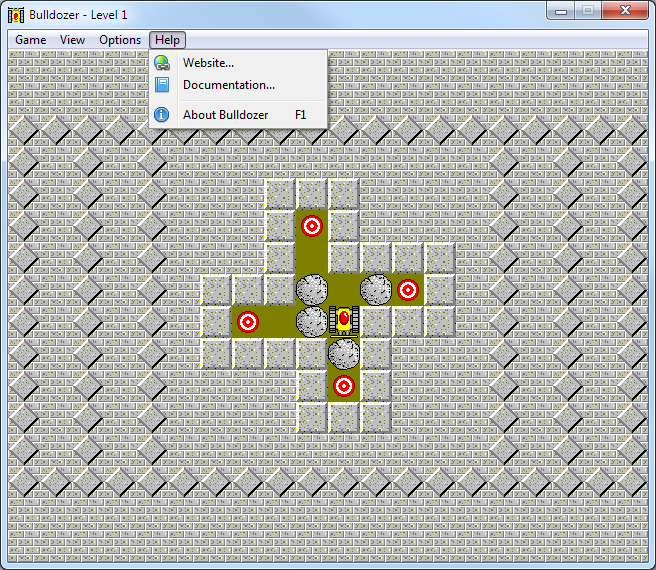 Bulldozer - Level 1
Game View Options Help
Website...
Documentation...
About Bulldozer F1